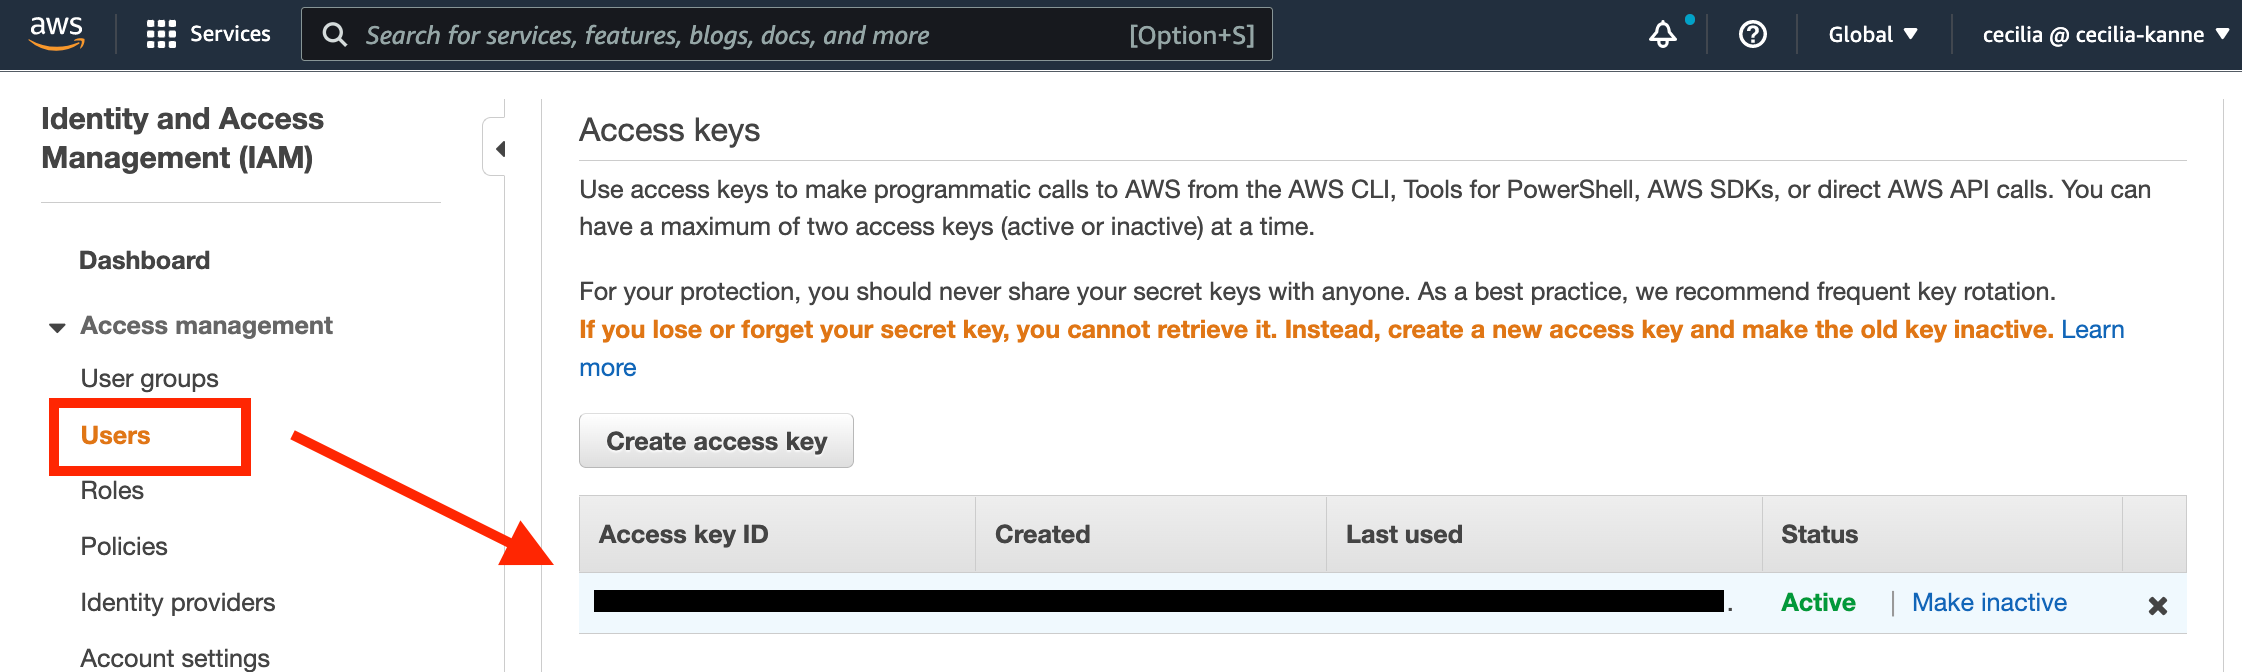 aws Services Search for services, features, blogs, docs, and more [Option+S] Global cecilia @ cecilia-kanne
Identity and Access
Management (IAM)
Dashboard
Access management
User groups
Users
Roles
Policies
Identity providers
Account settings
Access keys
Use access keys to make programmatic calls to AWS from the AWS CLI, Tools for PowerShell, AWS SDKs, or direct AWS API calls. You can
have a maximum of two access keys (active or inactive) at a time.
For your protection, you should never share your secret keys with anyone. As a best practice, we recommend frequent key rotation.
If you lose or forget your secret key, you cannot retrieve it. Instead, create a new access key and make the old key inactive. Learn
more
Create access key
Access key ID Created Last used Status
Active | Make inactive